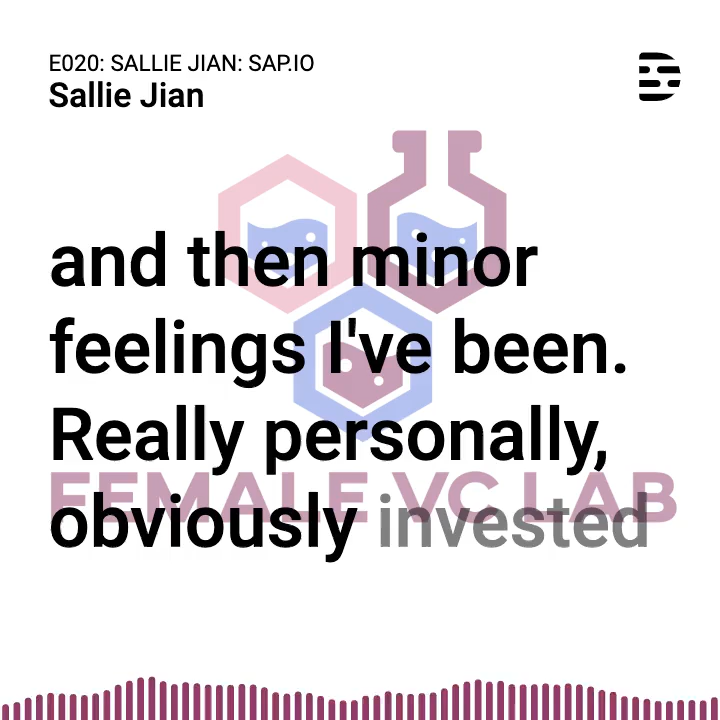 E020: SALLIE JIAN: SAP.IO
Sallie Jian
and then minor
feelings I've been.
Really personally,
FEMALE VC LAB
obviously invested